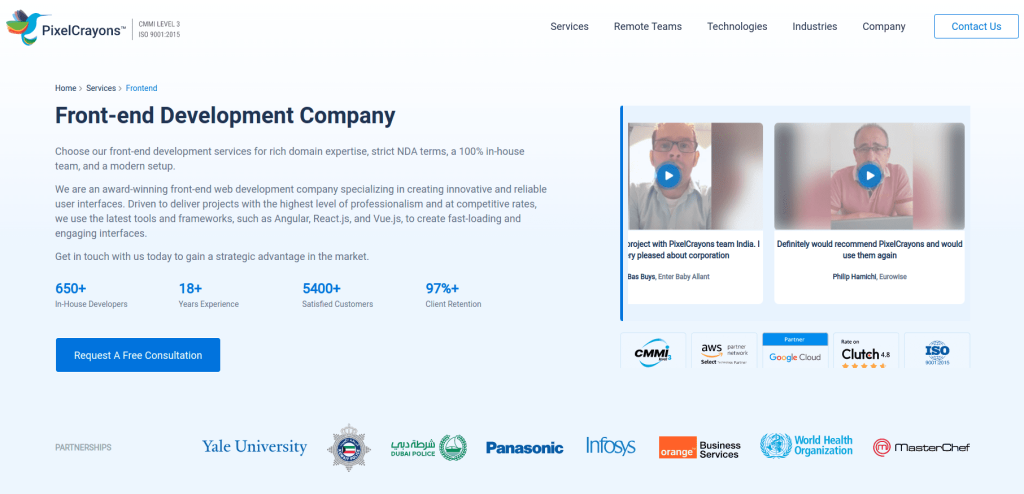 PixelCrayons™
CMMI LEVEL 3
ISO 9001:2015
Services
Remote Teams
Technologies
Industries
Company
Contact Us
Home > Services > Frontend
Front-end Development Company
Choose our front-end development services for rich domain expertise, strict NDA terms, a 100% in-house
team, and a modern setup.
We are an award-winning front-end web development company specializing in creating innovative and reliable
user interfaces. Driven to deliver projects with the highest level of professionalism and at competitive rates,
we use the latest tools and frameworks, such as Angular, React.js, and Vue.js, to create fast-loading and
engaging interfaces.
Get in touch with us today to gain a strategic advantage in the market.
650+
In-House Developers
18+
Years Experience
5400+
Satisfied Customers
97%+
Client Retention
Request A Free Consultation
roject with PixelCrayons team India. I
ry pleased about corporation
Bas Buys, Enter Baby Allant
Definitely would recommend PixelCrayons and would
use them again
Philip Hamichi, Eurowise
CMMi
aws partner
network
Select
Partner
Google Cloud
Rate on
Clutch 4.8
ISO
9001:2015
PARTNERSHIPS
Yale University
شرطة دبي
DUBAI POLICE
Panasonic
Infosys
orange™
Business
Services
World Health
Organization
MasterChef